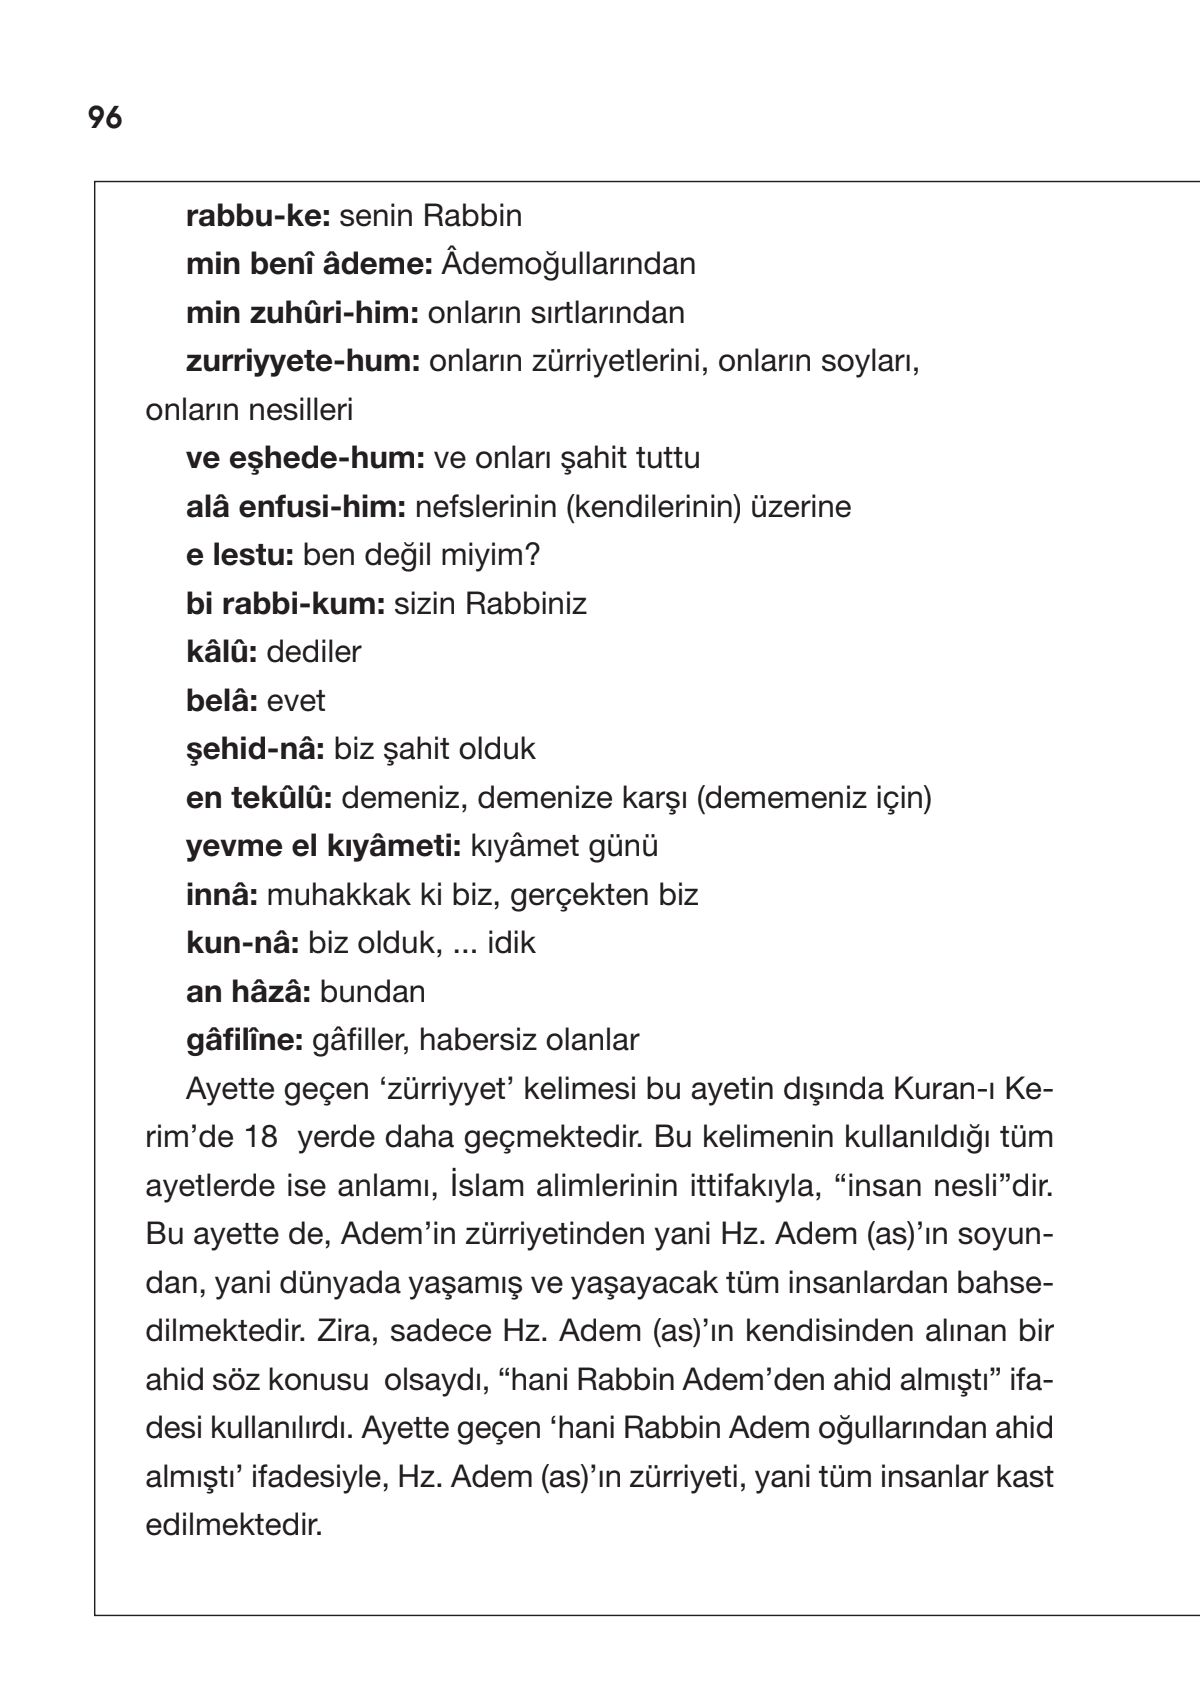 96
rabbu-ke: senin Rabbin
min benî âdeme: Âdemoğullarından
min zuhûri-him: onların sırtlarından
zurriyyete-hum: onların zürriyetlerini, onların soyları,
onların nesilleri
ve eşhede-hum: ve onları şahit tuttu
alâ enfusi-him: nefslerinin (kendilerinin) üzerine
e lestu: ben değil miyim?
bi rabbi-kum: sizin Rabbiniz
kâlû: dediler
belâ: evet
şehid-nâ: biz şahit olduk
en tekûlû: demeniz, demenize karşı (dememeniz için)
yevme el kıyâmeti: kıyâmet günü
innâ: muhakkak ki biz, gerçekten biz
kun-nâ: biz olduk, ... idik
an hâzâ: bundan
gâfilîne: gâfiller, habersiz olanlar
Ayette geçen ‘zürriyyet’ kelimesi bu ayetin dışında Kuran-ı Ke-
rim’de 18  yerde daha geçmektedir. Bu kelimenin kullanıldığı tüm
ayetlerde ise anlamı, İslam alimlerinin ittifakıyla, “insan nesli”dir.
Bu ayette de, Adem’in zürriyetinden yani Hz. Adem (as)’ın soyun-
dan, yani dünyada yaşamış ve yaşayacak tüm insanlardan bahse-
dilmektedir. Zira, sadece Hz. Adem (as)’ın kendisinden alınan bir
ahid söz konusu  olsaydı, “hani Rabbin Adem’den ahid almıştı” ifa-
desi kullanılırdı. Ayette geçen ‘hani Rabbin Adem oğullarından ahid
almıştı’ ifadesiyle, Hz. Adem (as)’ın zürriyeti, yani tüm insanlar kast
edilmektedir.